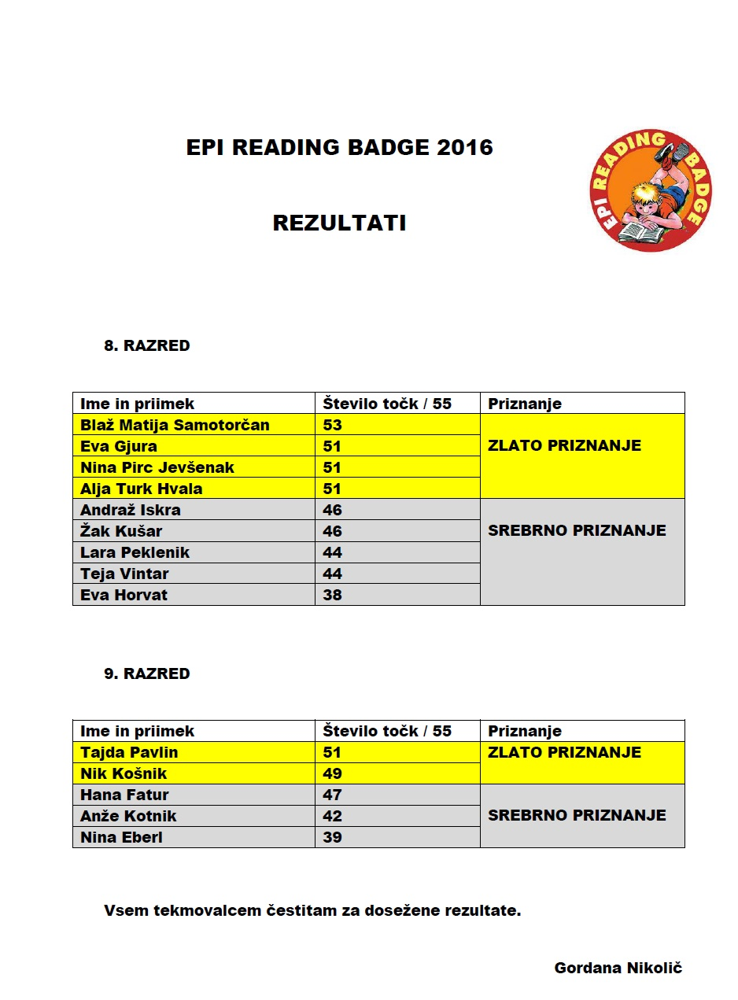 EPI READING BADGE 2016
EPI READING BADGE
REZULTATI
8. RAZRED
Ime in priimek Število točk / 55 Priznanje
Blaž Matija Samotorčan 53
Eva Gjura 51 ZLATO PRIZNANJE
Nina Pirc Jevšenak 51
Alja Turk Hvala 51
Andraž Iskra 46
Žak Kušar 46 SREBRNO PRIZNANJE
Lara Peklenik 44
Teja Vintar 44
Eva Horvat 38
9. RAZRED
Ime in priimek Število točk / 55 Priznanje
Tajda Pavlin 51 ZLATO PRIZNANJE
Nik Košnik 49
Hana Fatur 47
Anže Kotnik 42 SREBRNO PRIZNANJE
Nina Eberl 39
Vsem tekmovalcem čestitam za dosežene rezultate.
Gordana Nikolič